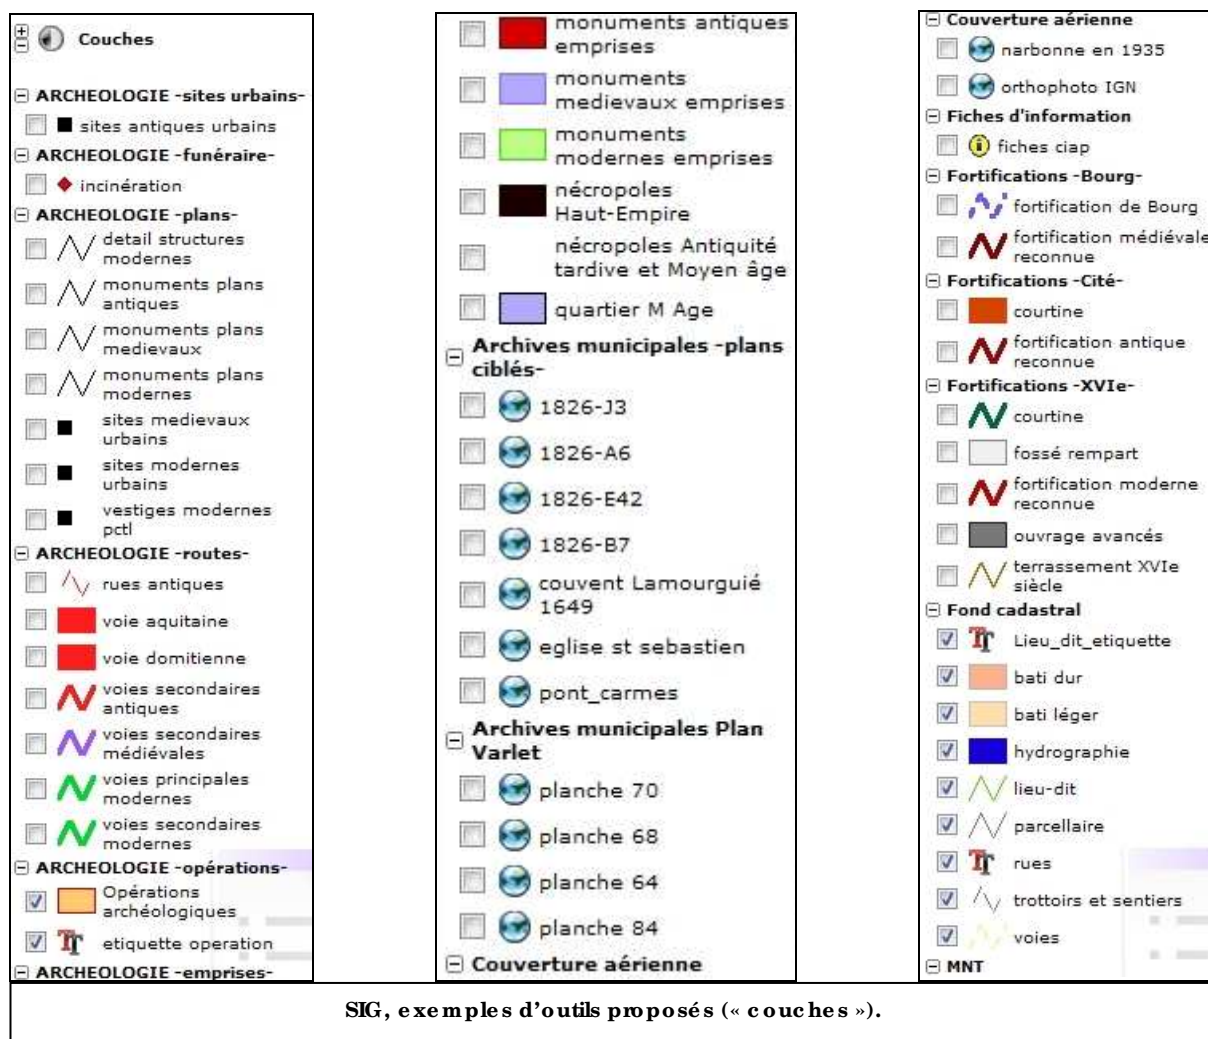 Couches
ARCHEOLOGIE -sites urbains-
sites antiques urbains
ARCHEOLOGIE -funéraire-
incinération
ARCHEOLOGIE -plans-
detail structures
modernes
monuments plans
antiques
monuments plans
medievaux
monuments plans
modernes
sites medievaux
urbains
sites modernes
urbains
vestiges modernes
pctl
ARCHEOLOGIE -routes-
rues antiques
voie aquitaine
voie domitienne
voies secondaires
antiques
voies secondaires
médiévales
voies principales
modernes
voies secondaires
modernes
ARCHEOLOGIE -opérations-
Opérations
archéologiques
etiquette operation
ARCHEOLOGIE -emprises-
monuments antiques
emprises
monuments
medievaux emprises
monuments
modernes emprises
nécropoles
Haut-Empire
nécropoles Antiquité
tardive et Moyen âge
quartier M Age
Archives municipales -plans
ciblés-
1826-J3
1826-A6
1826-E42
1826-B7
couvent Lamourguié
1649
eglise st sebastien
pont_carmes
Archives municipales Plan
Varlet
planche 70
planche 68
planche 64
planche 84
Couverture aérienne
Couverture aérienne
narbonne en 1935
orthophoto IGN
Fiches d'information
fiches ciap
Fortifications -Bourg-
fortification de Bourg
fortification médiévale
reconnue
Fortifications -Cité-
courtine
fortification antique
reconnue
Fortifications -XVIe-
courtine
fossé rempart
fortification moderne
reconnue
ouvrage avancés
terrassement XVIe
siècle
Fond cadastral
Lieu_dit_etiquette
bati dur
bati léger
hydrographie
lieu-dit
parcellaire
rues
trottoirs et sentiers
voies
MNT
SIG, exemples d'outils proposés (« couches »).